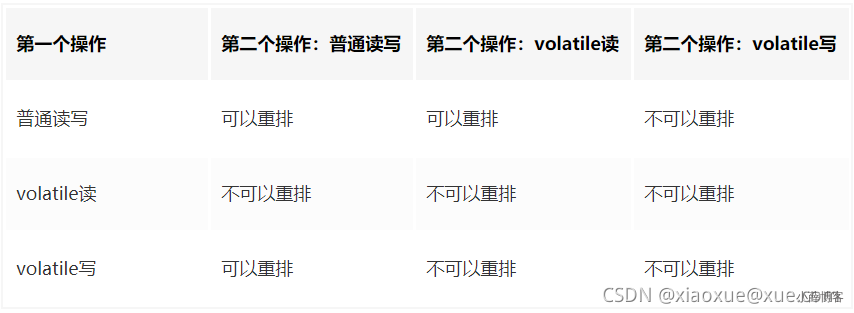 第一个操作 第二个操作：普通读写 第二个操作：volatile读 第二个操作：volatile写
普通读写 可以重排 可以重排 不可以重排
volatile读 不可以重排 不可以重排 不可以重排
volatile写 可以重排 不可以重排 不可以重排
CSDN @xiaoxue@xue